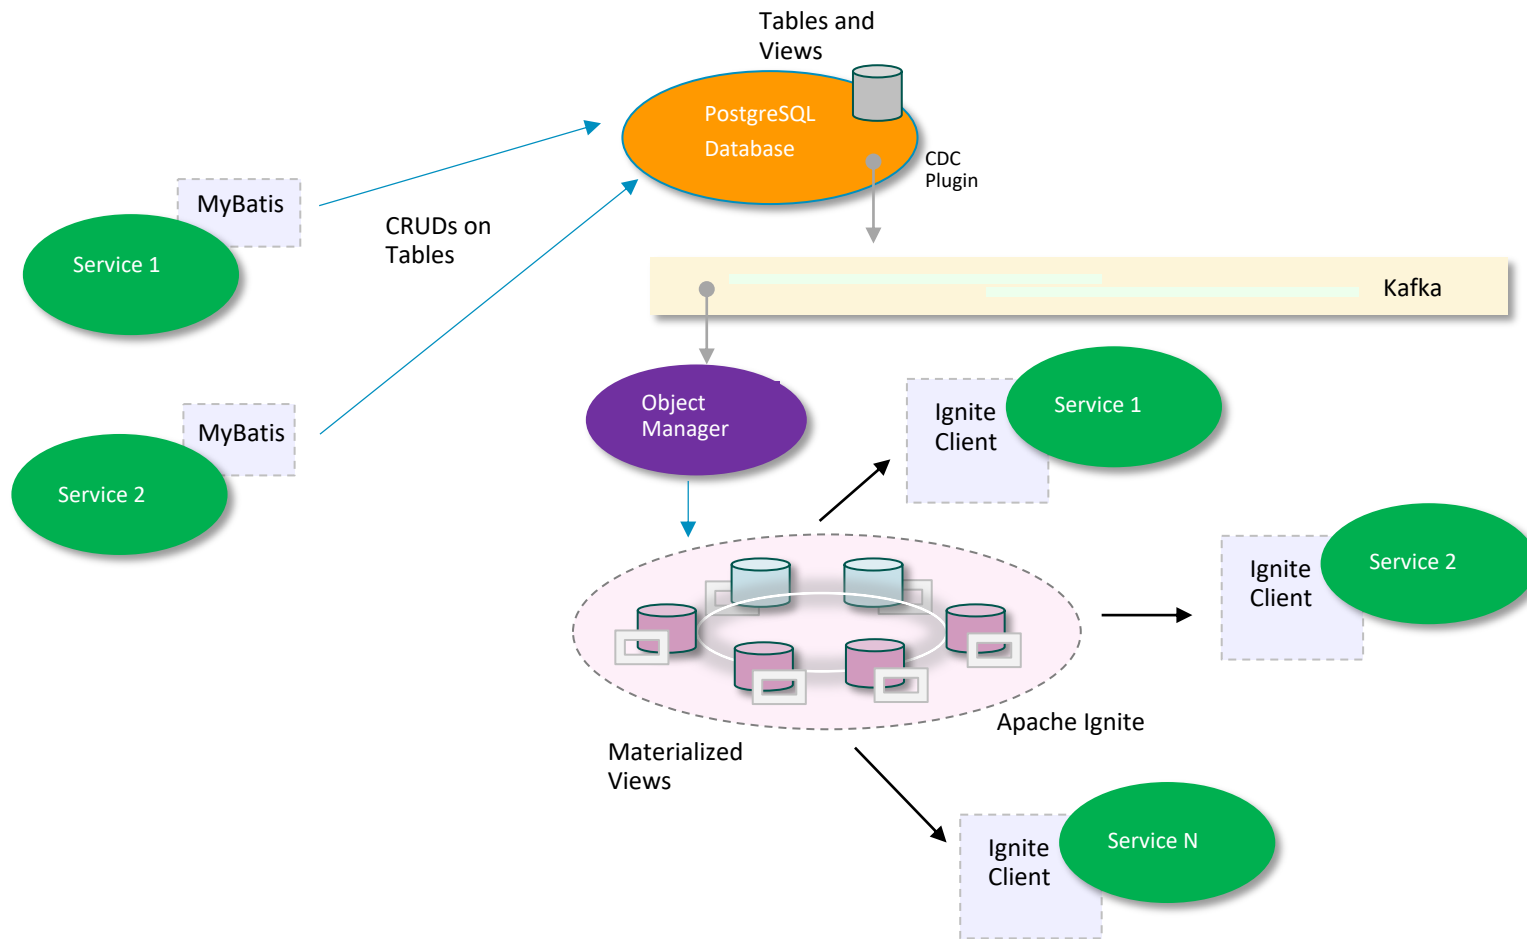 Tables and
Views
PostgreSQL
Database
CDC
Plugin
MyBatis
CRUDs on
Tables
Service 1
Kafka
Object
Manager
Ignite
Client
Service 1
MyBatis
Service 2
Ignite
Client
Service 2
Apache Ignite
Materialized
Views
Ignite
Client
Service N